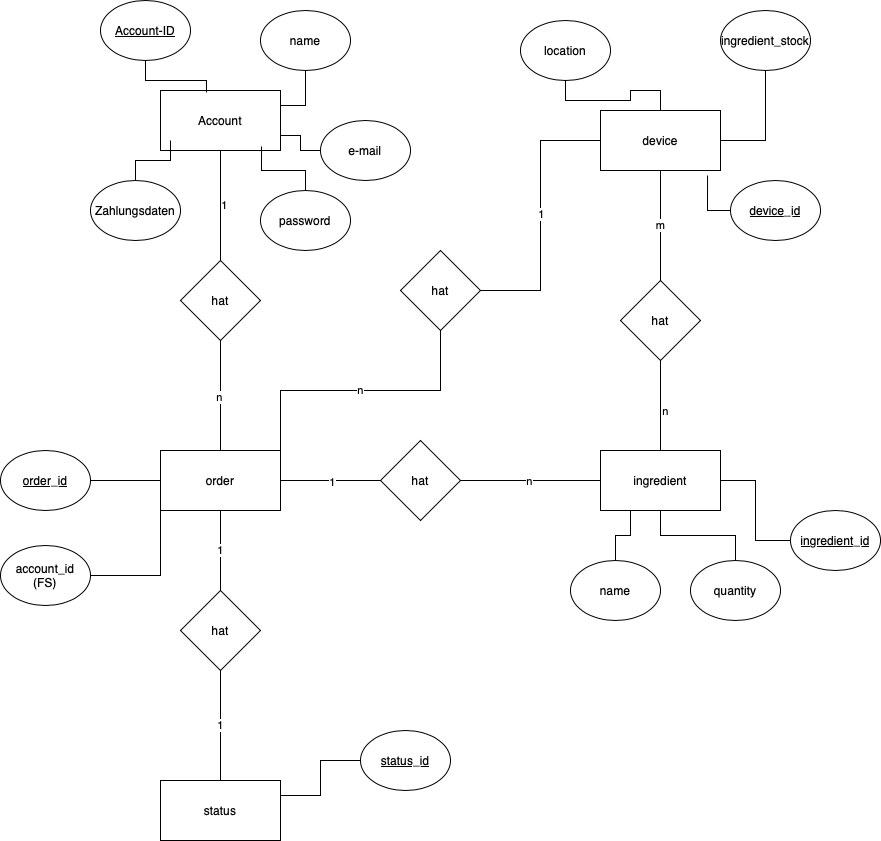 Account-ID
name
location
ingredient_stock
Account
device
e-mail
Zahlungsdaten
password
device_id
1
1
m
hat
hat
hat
n
n
n
order_id
order
1
hat
n
ingredient
ingredient_id
account_id
(FS)
1
name
quantity
hat
1
status_id
status